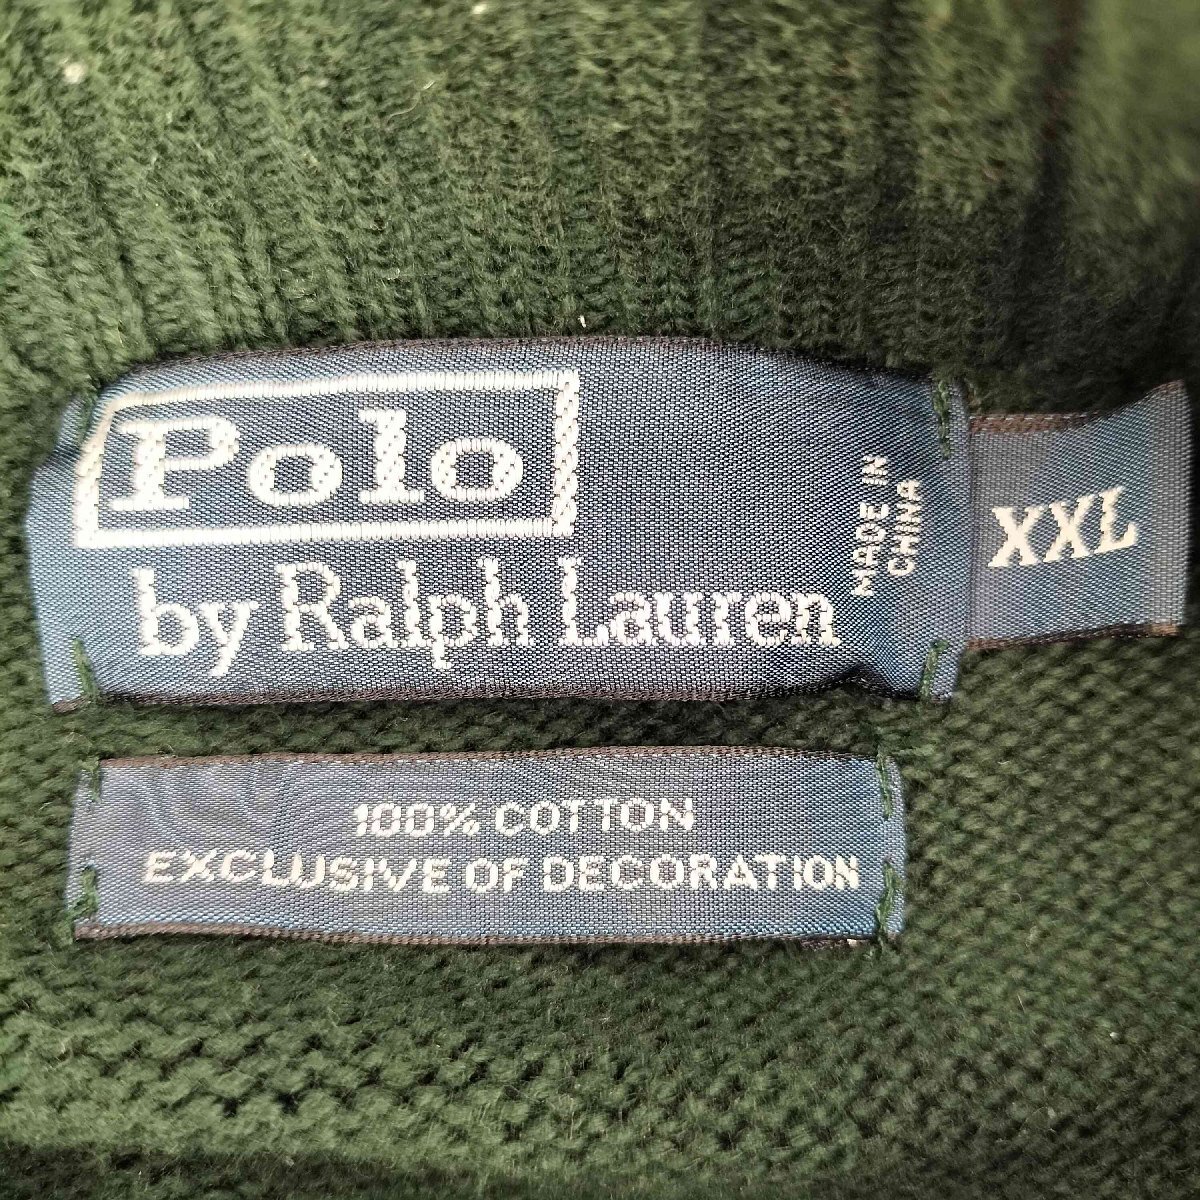 Polo
by Ralph Lauren
MADE IN
CHINA
XXL
100% COTTON
EXCLUSIVE OF DECORATION